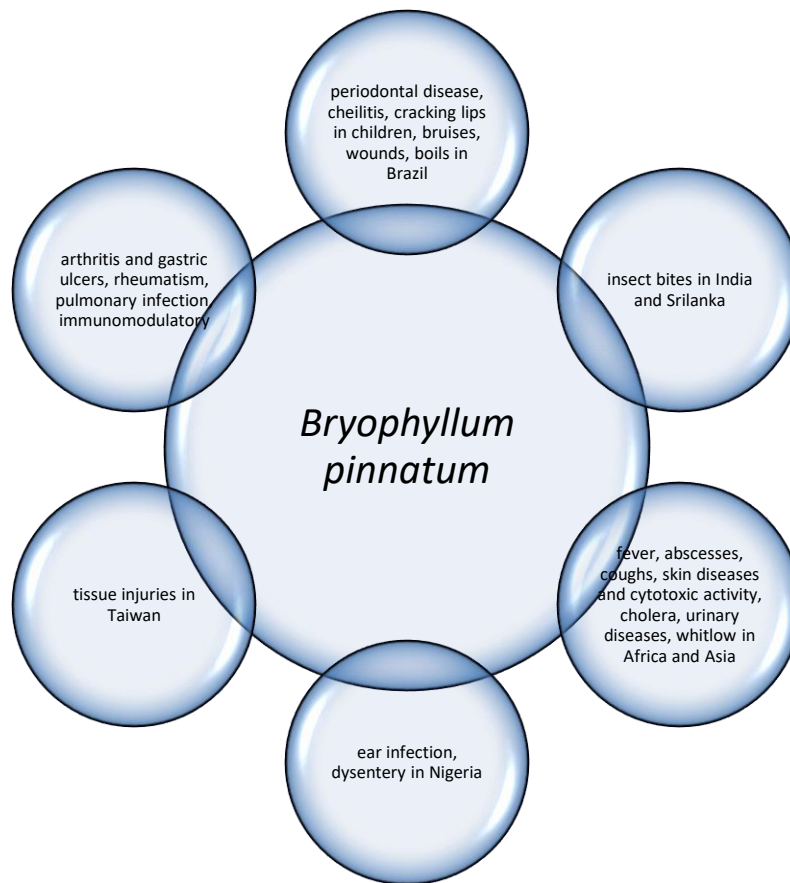 periodontal disease,
cheilitis, cracking lips
in children, bruises,
wounds, boils in
Brazil
insect bites in India
and Srilanka
fever, abscesses,
coughs, skin diseases
and cytotoxic activity,
cholera, urinary
diseases, whitlow in
Africa and Asia
ear infection,
dysentery in Nigeria
tissue injuries in
Taiwan
arthritis and gastric
ulcers, rheumatism,
pulmonary infection,
immunomodulatory
Bryophyllum
pinnatum